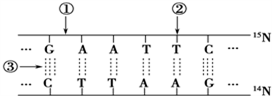 ① ②
¹⁵N
… G A A T T C …
③
… C T T A A G …
¹⁴N